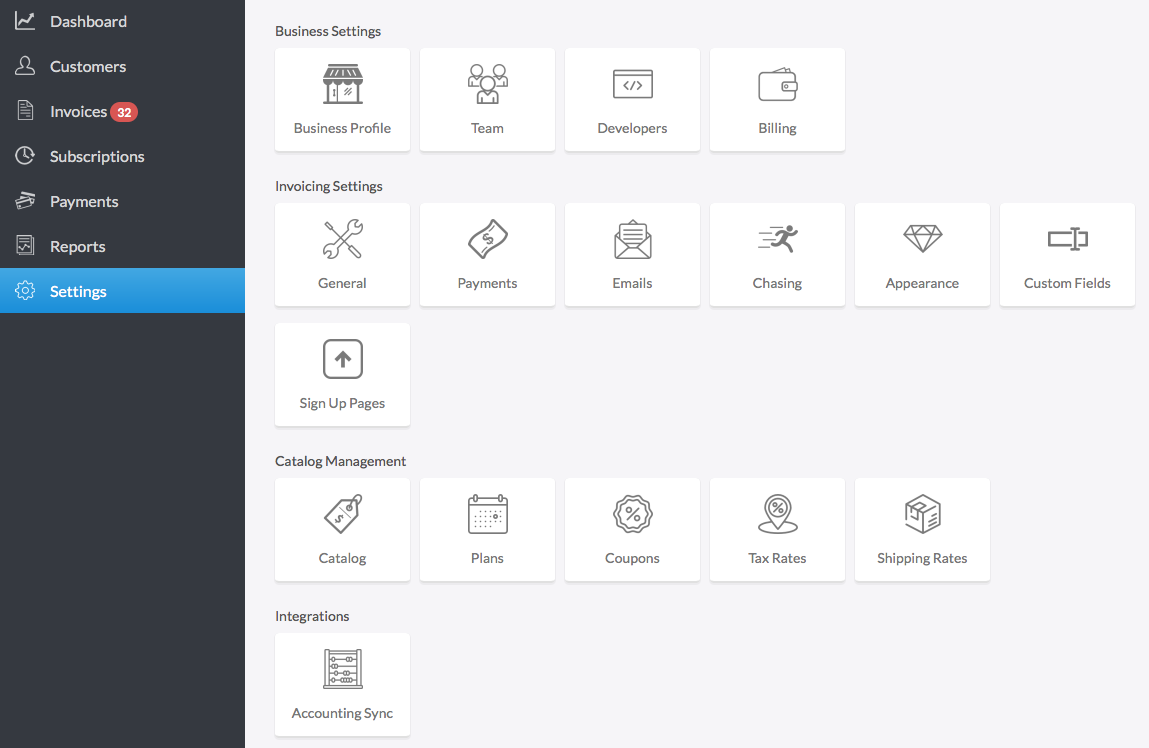 Dashboard
Customers
Invoices 32
Subscriptions
Payments
Reports
Settings
Business Settings
Business Profile Team Developers Billing
Invoicing Settings
General Payments Emails Chasing Appearance Custom Fields
Sign Up Pages
Catalog Management
Catalog Plans Coupons Tax Rates Shipping Rates
Integrations
Accounting Sync